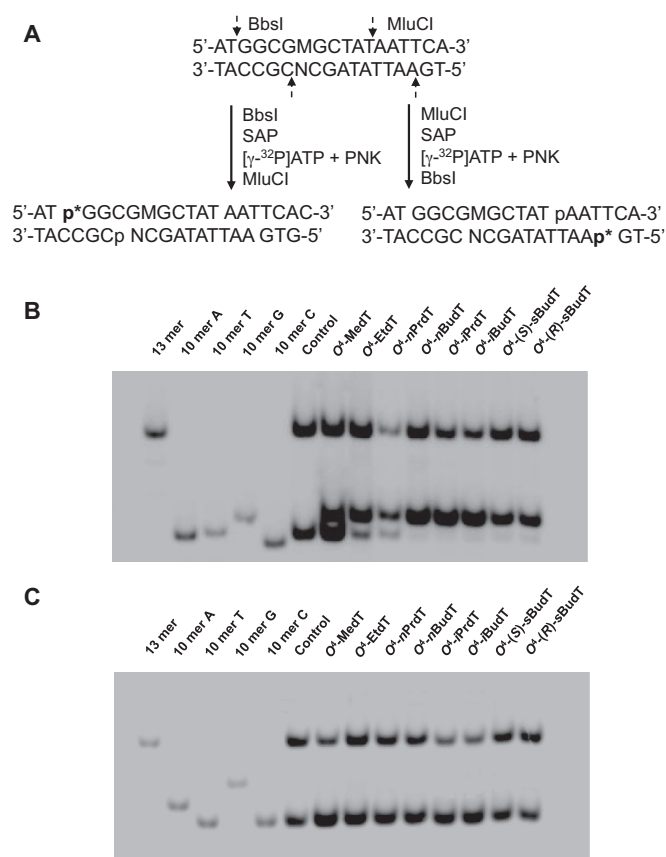 A
BbsI MluCI
5'-ATGGCGMGCTATAATTCA-3'
3'-TACCGCNCGATATTAAGT-5'
BbsI
SAP
[γ-³²P]ATP + PNK
MluCI
MluCI
SAP
[γ-³²P]ATP + PNK
BbsI
5'-AT p*GGCGMGCTAT AATTCAC-3'
3'-TACCGCp NCGATATTAA GTG-5'
5'-AT GGCGMGCTAT pAATTCA-3'
3'-TACCGC NCGATATTAAp* GT-5'
B
13 mer
10 mer A
10 mer T
10 mer G
10 mer C
Control
O⁴-MedT
O⁴-EtdT
O⁴-nPrdT
O⁴-nBudT
O⁴-iPrdT
O⁴-iBudT
O⁴-(S)-sBudT
O⁴-(R)-sBudT
C
13 mer
10 mer A
10 mer T
10 mer G
10 mer C
Control
O⁴-MedT
O⁴-EtdT
O⁴-nPrdT
O⁴-nBudT
O⁴-iPrdT
O⁴-iBudT
O⁴-(S)-sBudT
O⁴-(R)-sBudT